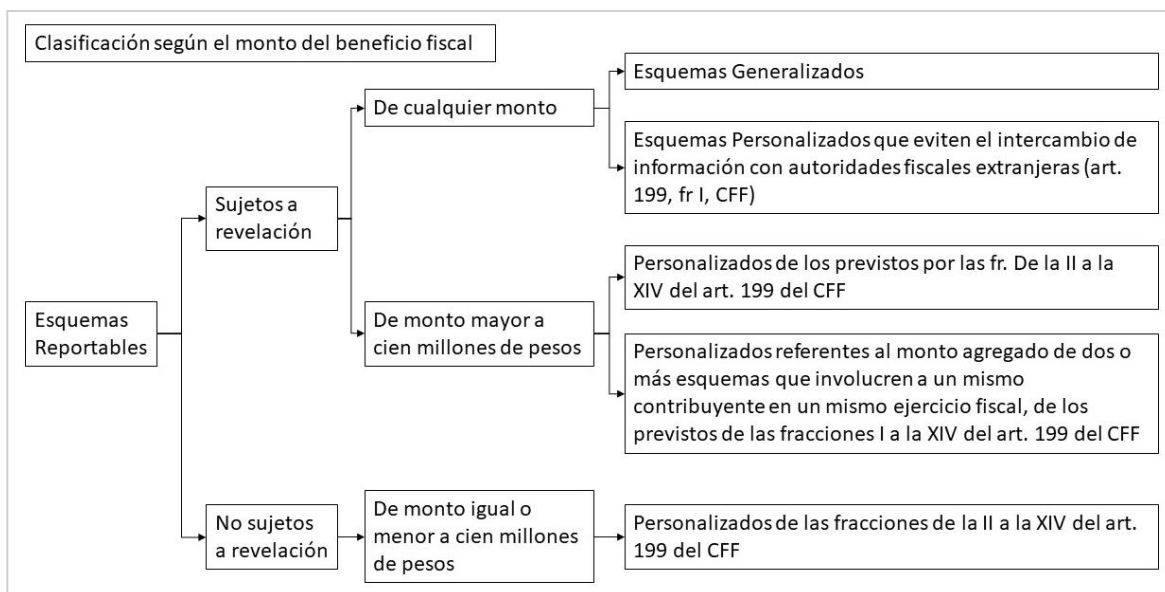 Clasificación según el monto del beneficio fiscal
Esquemas Generalizados
De cualquier monto
Esquemas Personalizados que eviten el intercambio de
información con autoridades fiscales extranjeras (art.
199, fr I, CFF)
Sujetos a
revelación
Personalizados de los previstos por las fr. De la II a la
XIV del art. 199 del CFF
Esquemas
Reportables
De monto mayor a
cien millones de pesos
Personalizados referentes al monto agregado de dos o
más esquemas que involucren a un mismo
contribuyente en un mismo ejercicio fiscal, de los
previstos de las fracciones I a la XIV del art. 199 del CFF
No sujetos
a revelación
De monto igual o
menor a cien millones
de pesos
Personalizados de las fracciones de la II a la XIV del art.
199 del CFF